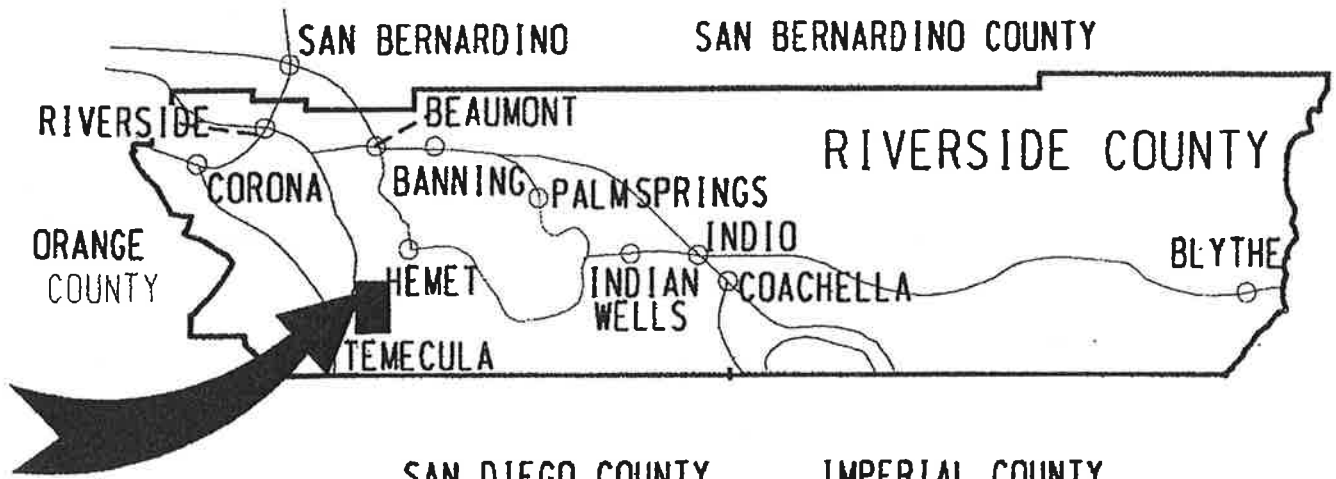 SAN BERNARDINO
SAN BERNARDINO COUNTY
RIVERSIDE
BEAUMONT
RIVERSIDE COUNTY
CORONA
BANNING
PALMSPRINGS
ORANGE
COUNTY
HEMET
INDIAN
WELLS
INDIO
COACHELLA
BLYTHE
TEMECULA
SAN DIEGO COUNTY
IMPERIAL COUNTY